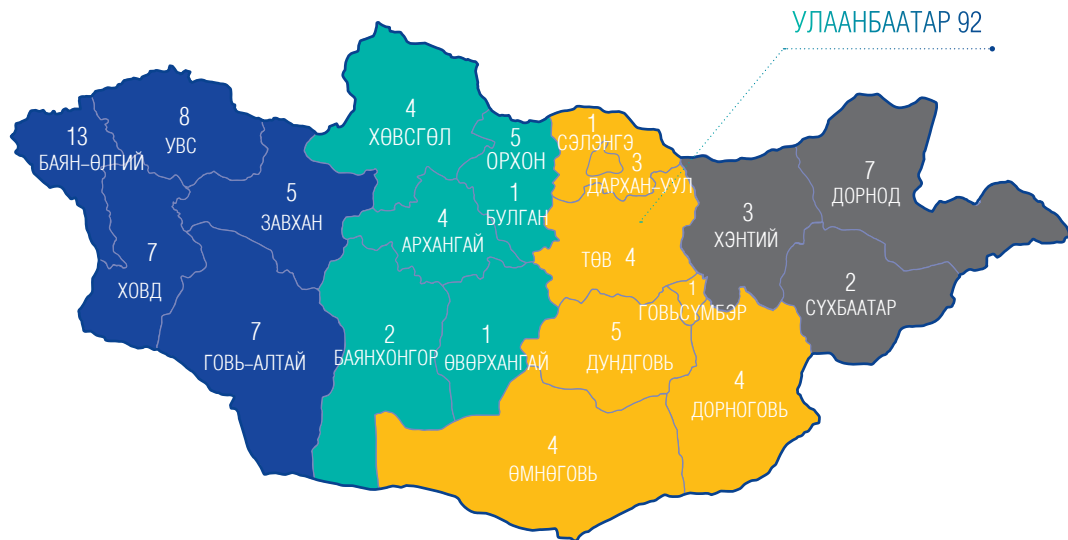 УЛААНБААТАР 92
13
БАЯН–ӨЛГИЙ
8
УВС
7
ХОВД
5
ЗАВХАН
7
ГОВЬ–АЛТАЙ
4
ХӨВСГӨЛ
5
ОРХОН
1
БУЛГАН
4
АРХАНГАЙ
2
БАЯНХОНГОР
1
ӨВӨРХАНГАЙ
1
СЭЛЭНГЭ
3
ДАРХАН–УУЛ
ТӨВ 4
1
ГОВЬСҮМБЭР
5
ДУНДГОВЬ
4
ДОРНОГОВЬ
4
ӨМНӨГОВЬ
3
ХЭНТИЙ
7
ДОРНОД
2
СҮХБААТАР